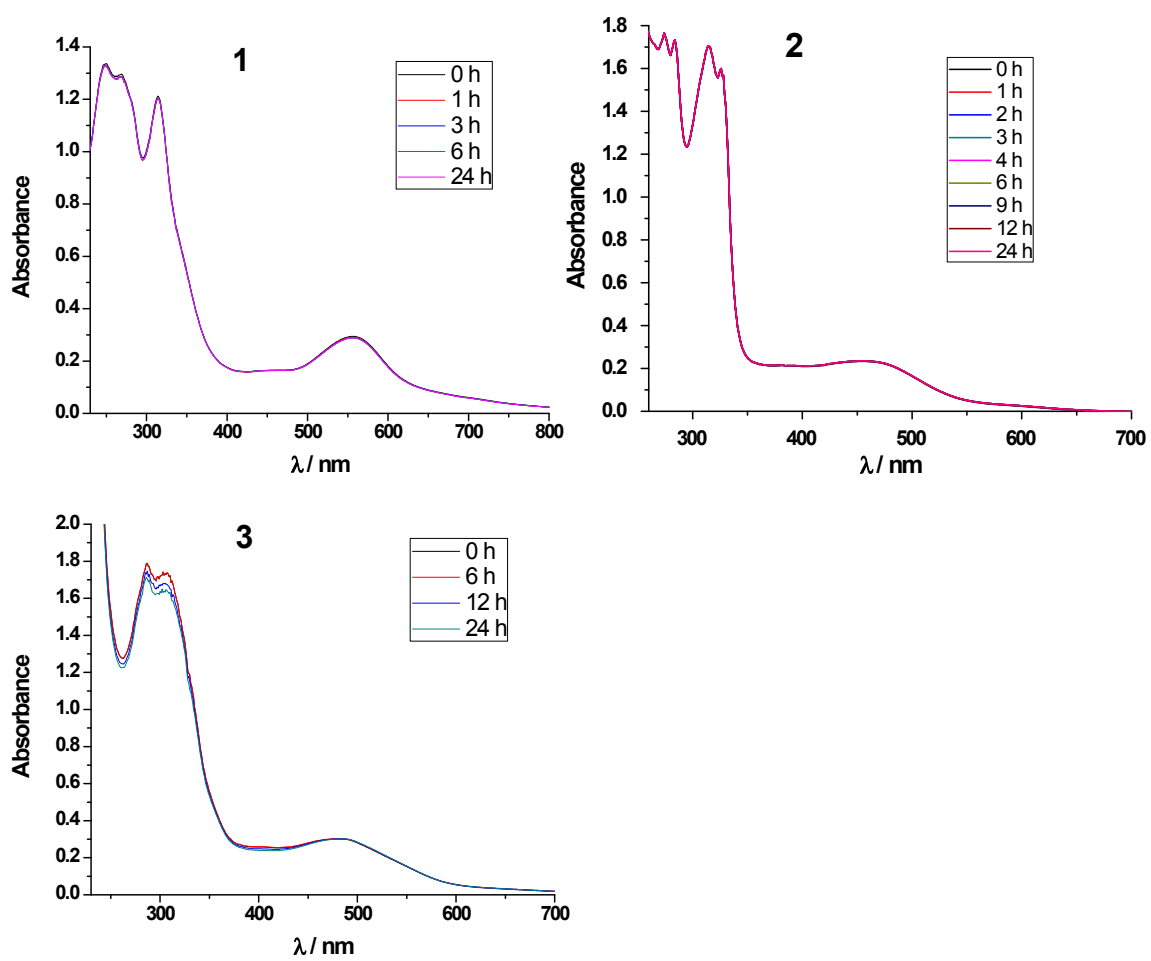 1
0 h
1 h
3 h
6 h
24 h
Absorbance
1.4
1.2
1.0
0.8
0.6
0.4
0.2
0.0
300 400 500 600 700 800
λ / nm
2
0 h
1 h
2 h
3 h
4 h
6 h
9 h
12 h
24 h
Absorbance
1.8
1.6
1.4
1.2
1.0
0.8
0.6
0.4
0.2
0.0
300 400 500 600 700
λ / nm
3
0 h
6 h
12 h
24 h
Absorbance
2.0
1.8
1.6
1.4
1.2
1.0
0.8
0.6
0.4
0.2
0.0
300 400 500 600 700
λ / nm